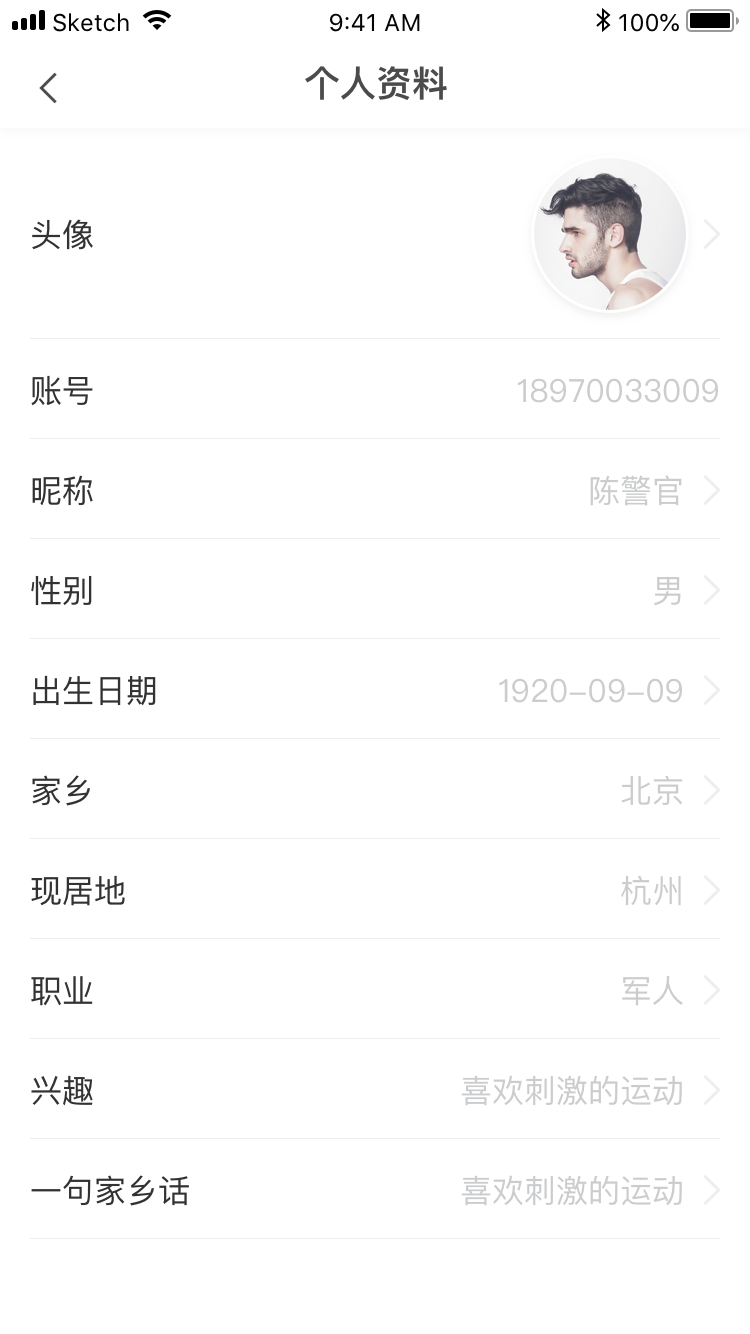 Sketch 9:41 AM 100%
个人资料
头像
账号 18970033009
昵称 陈警官
性别 男
出生日期 1920-09-09
家乡 北京
现居地 杭州
职业 军人
兴趣 喜欢刺激的运动
一句家乡话 喜欢刺激的运动